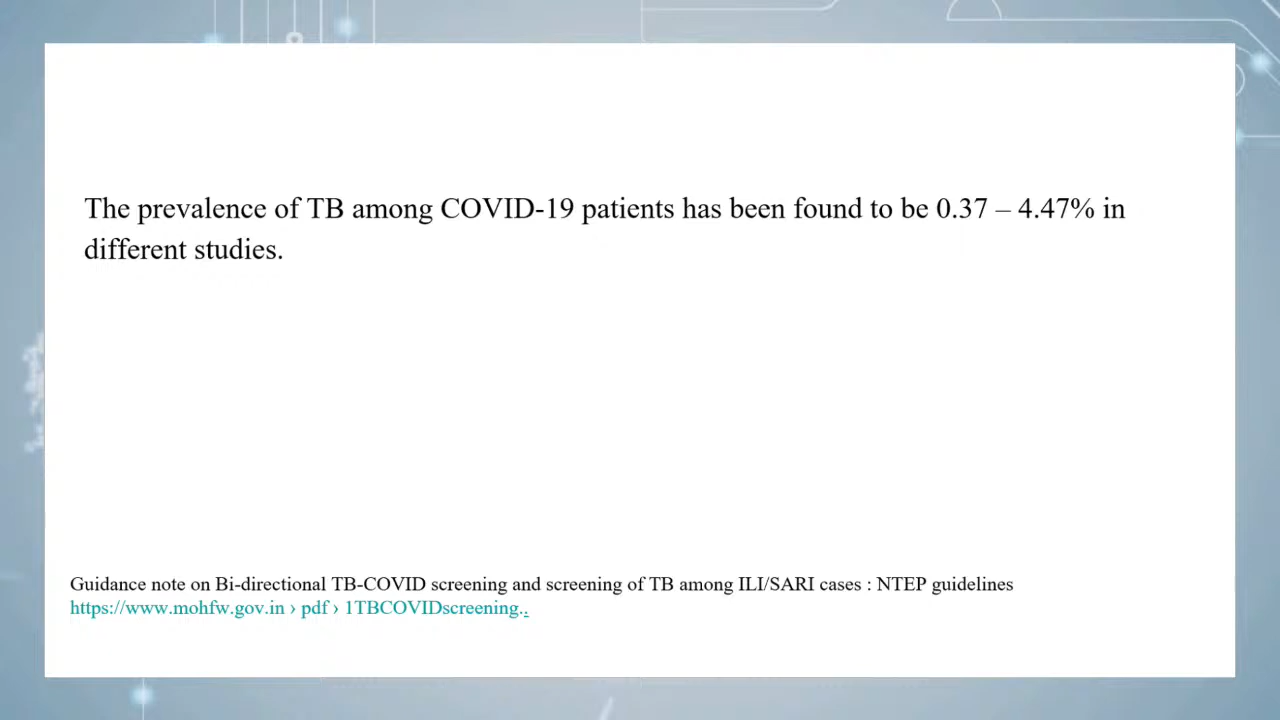 The prevalence of TB among COVID-19 patients has been found to be 0.37 – 4.47% in
different studies.
Guidance note on Bi-directional TB-COVID screening and screening of TB among ILI/SARI cases : NTEP guidelines
https://www.mohfw.gov.in › pdf › 1TBCOVIDscreening..